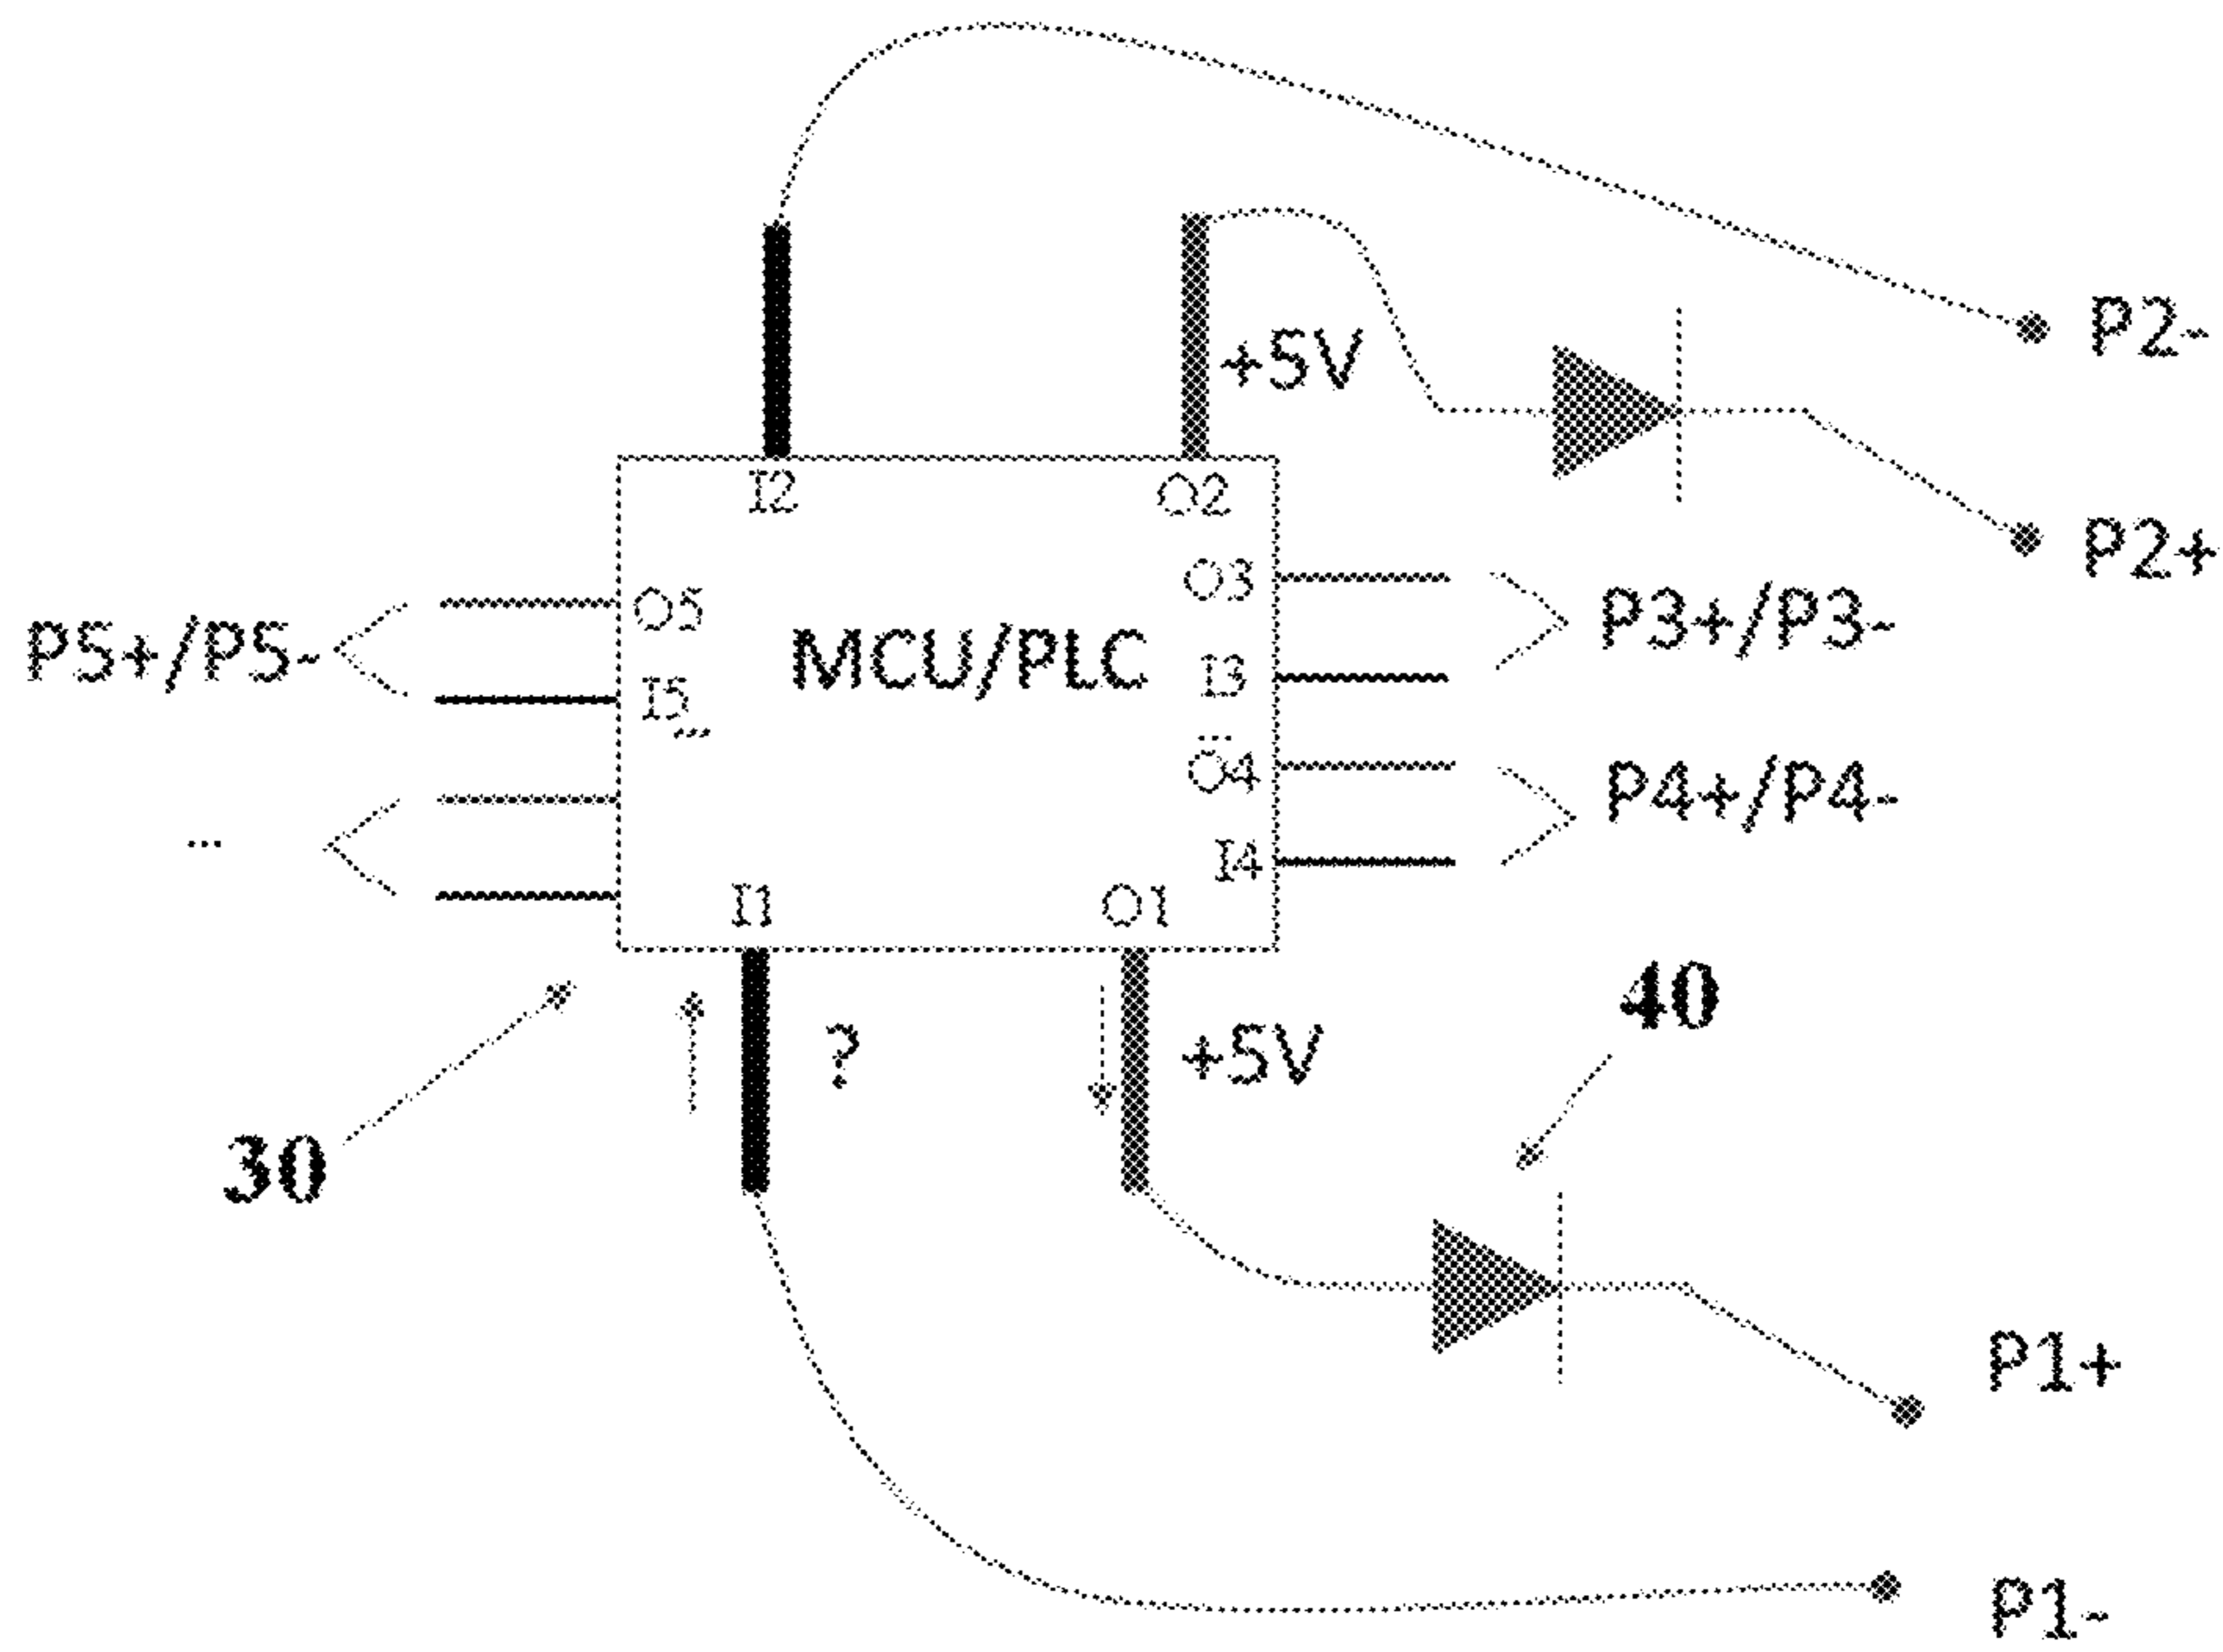 P2-
+5V
I2
O2
P2+
O3
P3+/P3-
O5
P5+/P5-
MCU/PLC
I3
I5
...
...
O4
P4+/P4-
...
I4
I1
O1
40
?
+5V
30
P1+
P1-